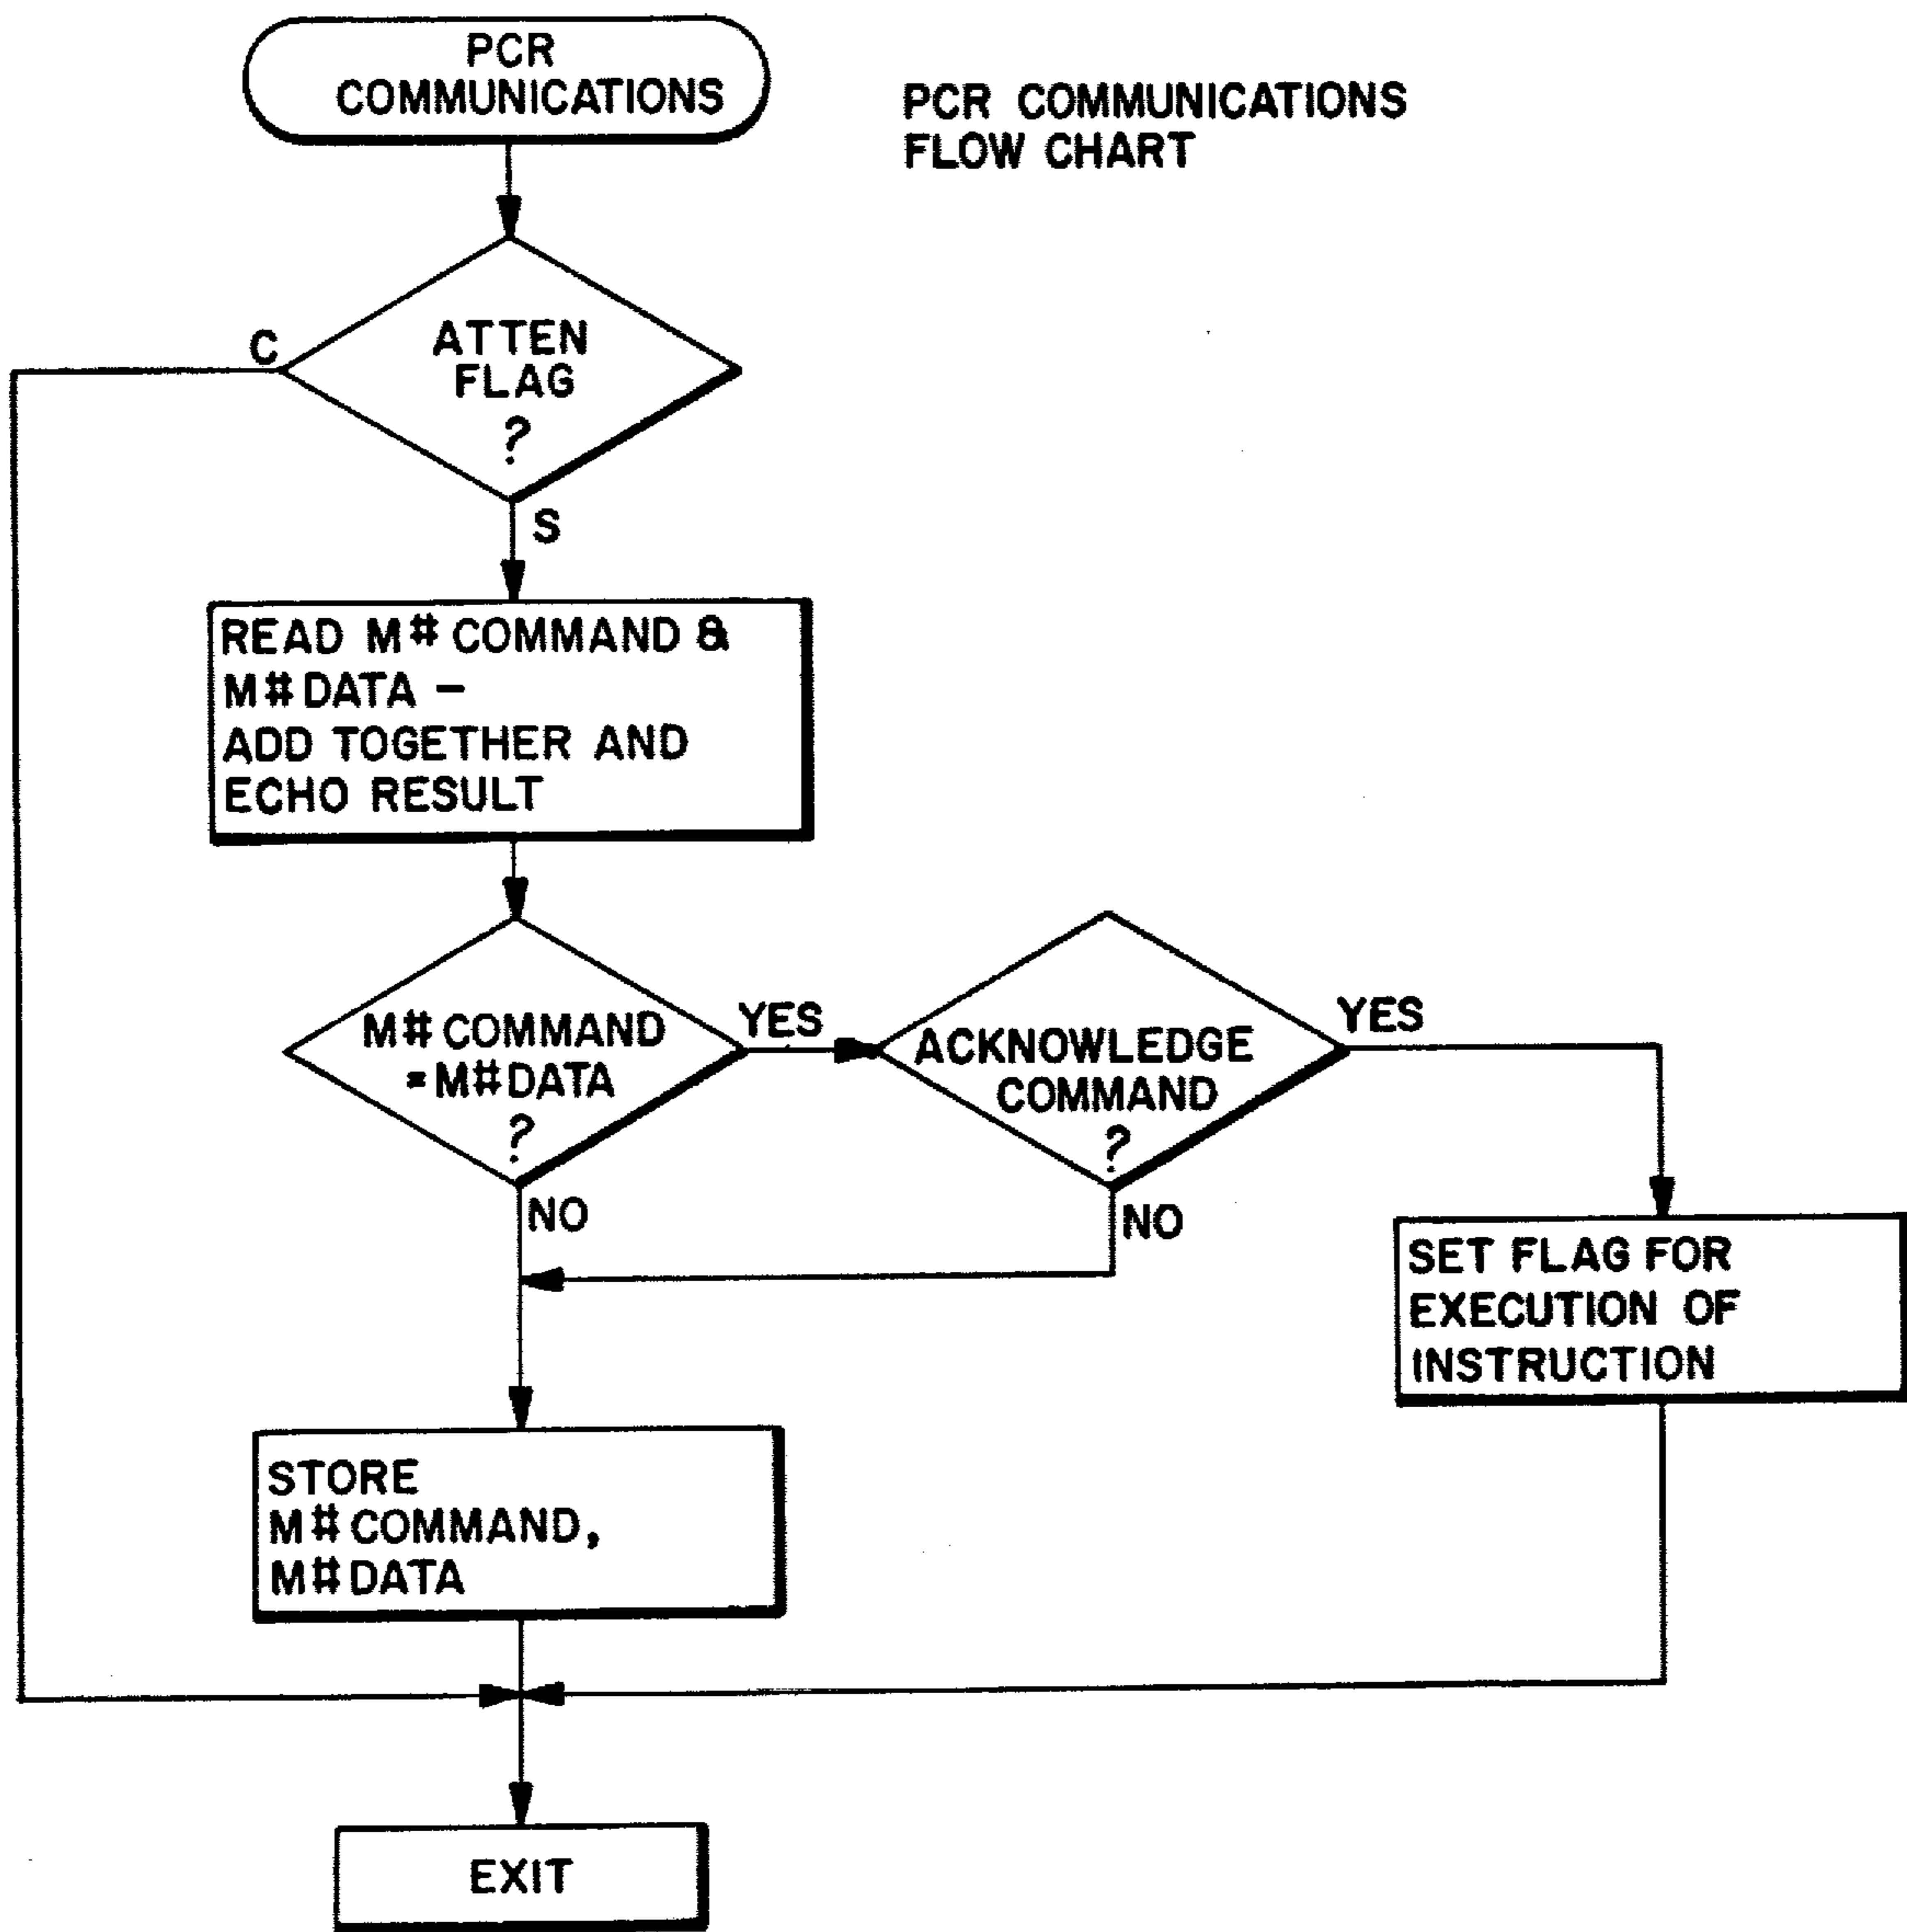 PCR
COMMUNICATIONS
PCR COMMUNICATIONS
FLOW CHART
ATTEN
FLAG
?
C
S
READ M# COMMAND &
M# DATA –
ADD TOGETHER AND
ECHO RESULT
M# COMMAND
= M# DATA
?
YES
NO
ACKNOWLEDGE
COMMAND
?
YES
NO
SET FLAG FOR
EXECUTION OF
INSTRUCTION
STORE
M# COMMAND,
M# DATA
EXIT